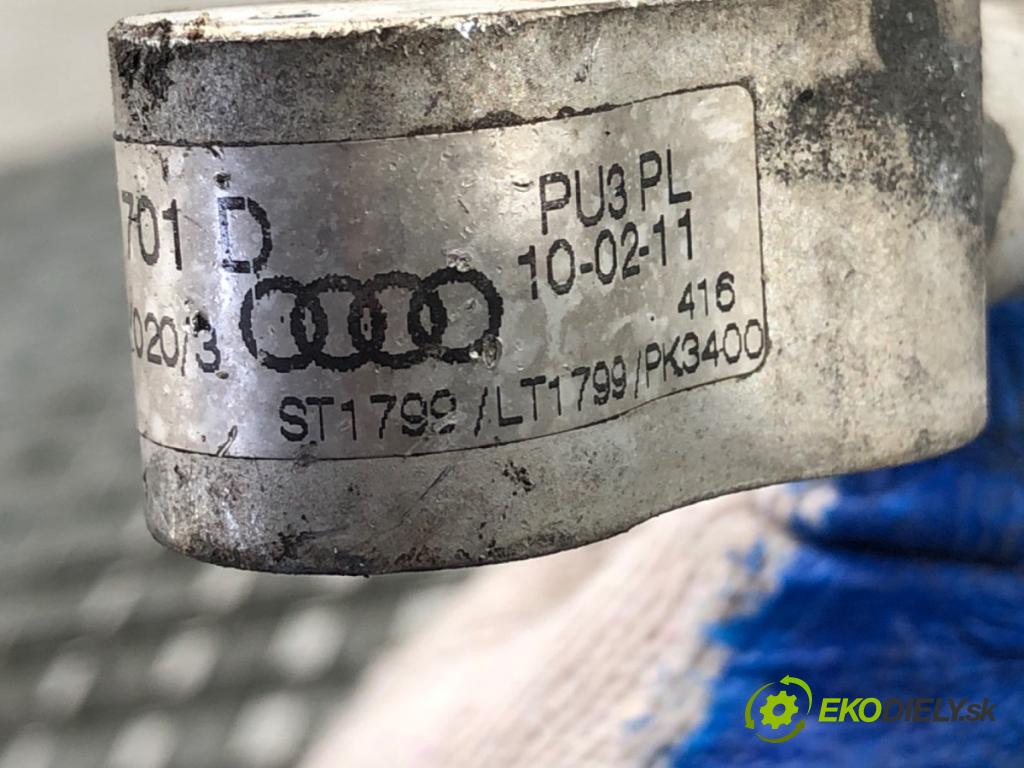 701 D
PU3 PL
10-02-11
020/3
416
ST1799/LT1799/PK3400
EKODIELY.sk